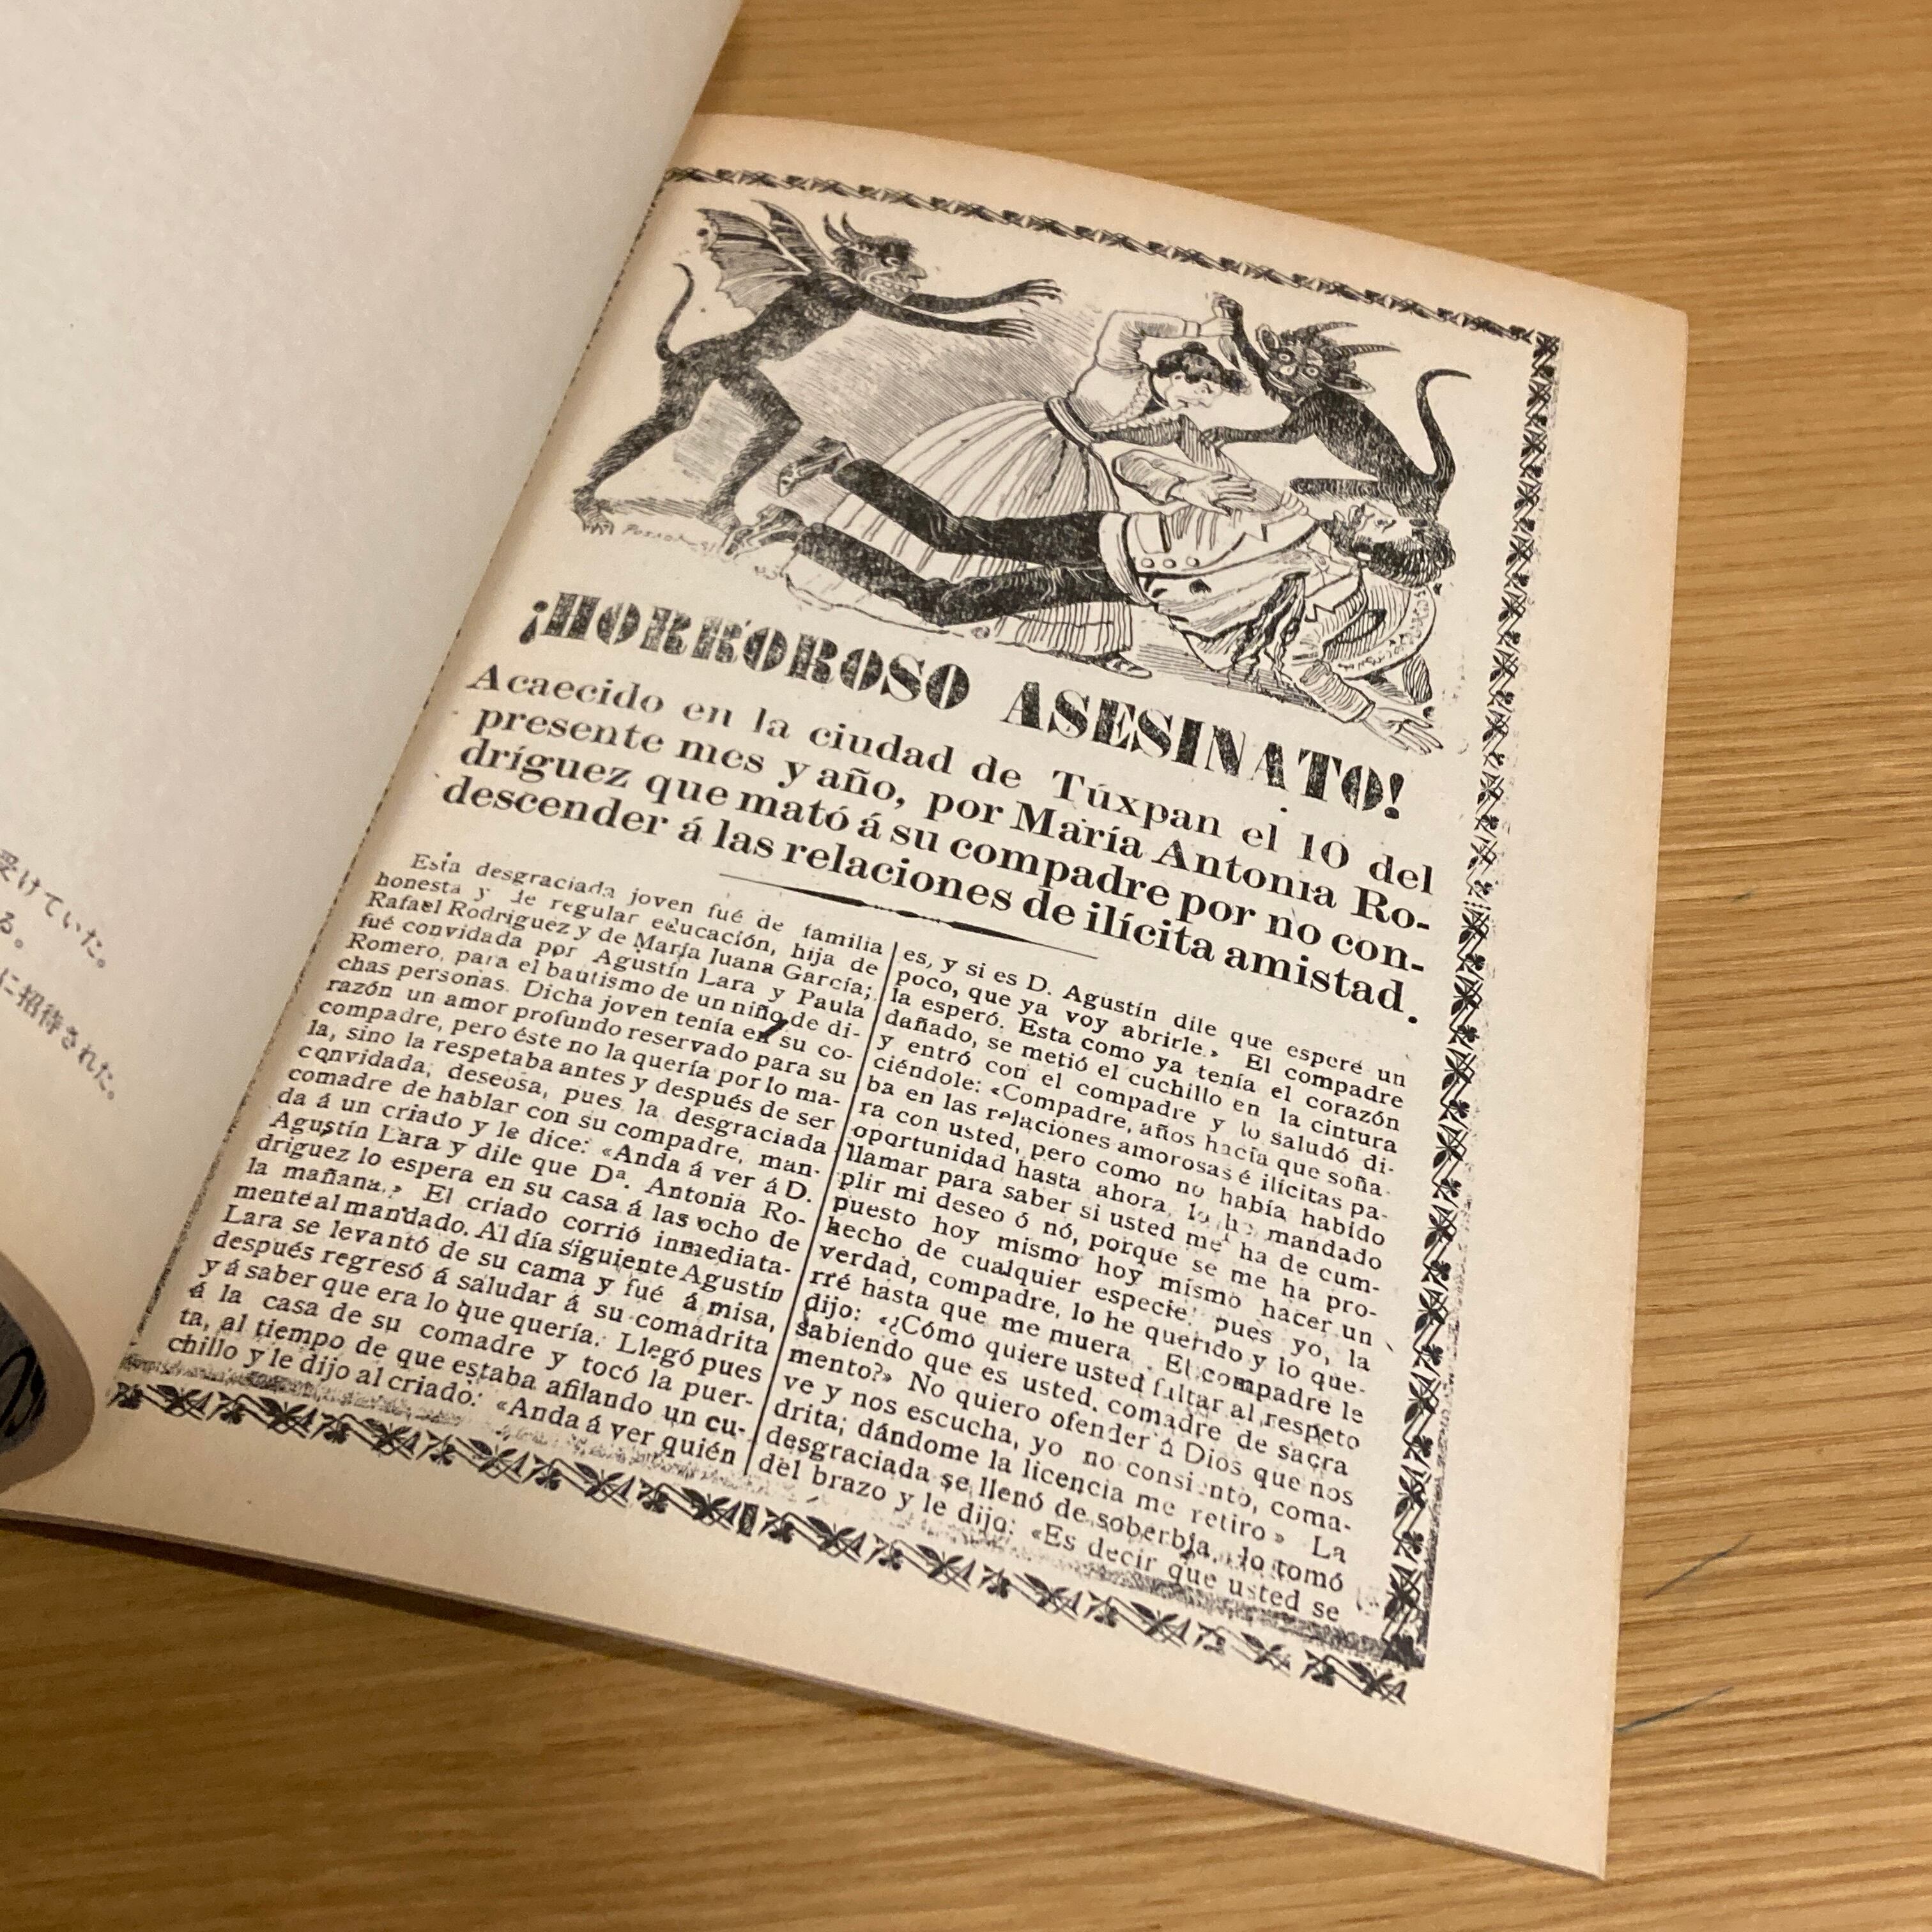 受けていた。
る。
に招待された。
Posada
¡HORROROSO ASESINATO!
Acaecido en la ciudad de Túxpan el 10 del
presente mes y año, por María Antonia Ro-
dríguez que mató á su compadre por no con-
descender á las relaciones de ilícita amistad.
Esta desgraciada joven fué de familia
honesta y de regular educación, hija de
Rafael Rodríguez y de María Juana García;
fué convidada por Agustín Lara y Paula
Romero, para el bautismo de un niño de di-
chas personas. Dicha joven tenía en su co-
razón un amor profundo reservado para su
compadre, pero éste no la quería por lo ma-
la, sino la respetaba antes y después de ser
convidada; deseosa, pues la desgraciada
comadre de hablar con su compadre, man-
da á un criado y le dice: «Anda á ver á D.
Agustín Lara y dile que Dª. Antonia Ro-
dríguez lo espera en su casa á las ocho de
la mañana.» El criado corrió inmediata-
mente al mandado. Al día siguiente Agustín
Lara se levantó de su cama y fué á misa,
después regresó á saludar á su comadrita
y á saber que era lo que quería. Llegó pues
á la casa de su comadre y tocó la puer-
ta, al tiempo de que estaba afilando un cu-
chillo y le dijo al criado: «Anda á ver quién
es, y si es D. Agustín dile que espere un
poco, que ya voy abrirle.» El compadre
la esperó. Esta como ya tenía el corazón
dañado, se metió el cuchillo en la cintura
y entró con el compadre y lo saludó di-
ciéndole: «Compadre, años hacía que soña-
ba en las relaciones amorosas é ilícitas pa-
ra con usted, pero como no había habido
oportunidad hasta ahora, lo he mandado
llamar para saber si usted me ha de cum-
plir mi deseo ó nó, porque se me ha pro-
puesto hoy mismo hoy mismo hacer un
hecho de cualquier especie: pues yo, la
verdad, compadre, lo he querido y lo que-
rré hasta que me muera. El compadre le
dijo: «¿Cómo quiere usted faltar al respeto
sabiendo que es usted, comadre de sacra
mento?» No quiero ofender á Dios que nos
ve y nos escucha, yo no consiento, coma-
drita; dándome la licencia me retiro» La
desgraciada se llenó de soberbia, lo tomó
del brazo y le dijo: «Es decir que usted se